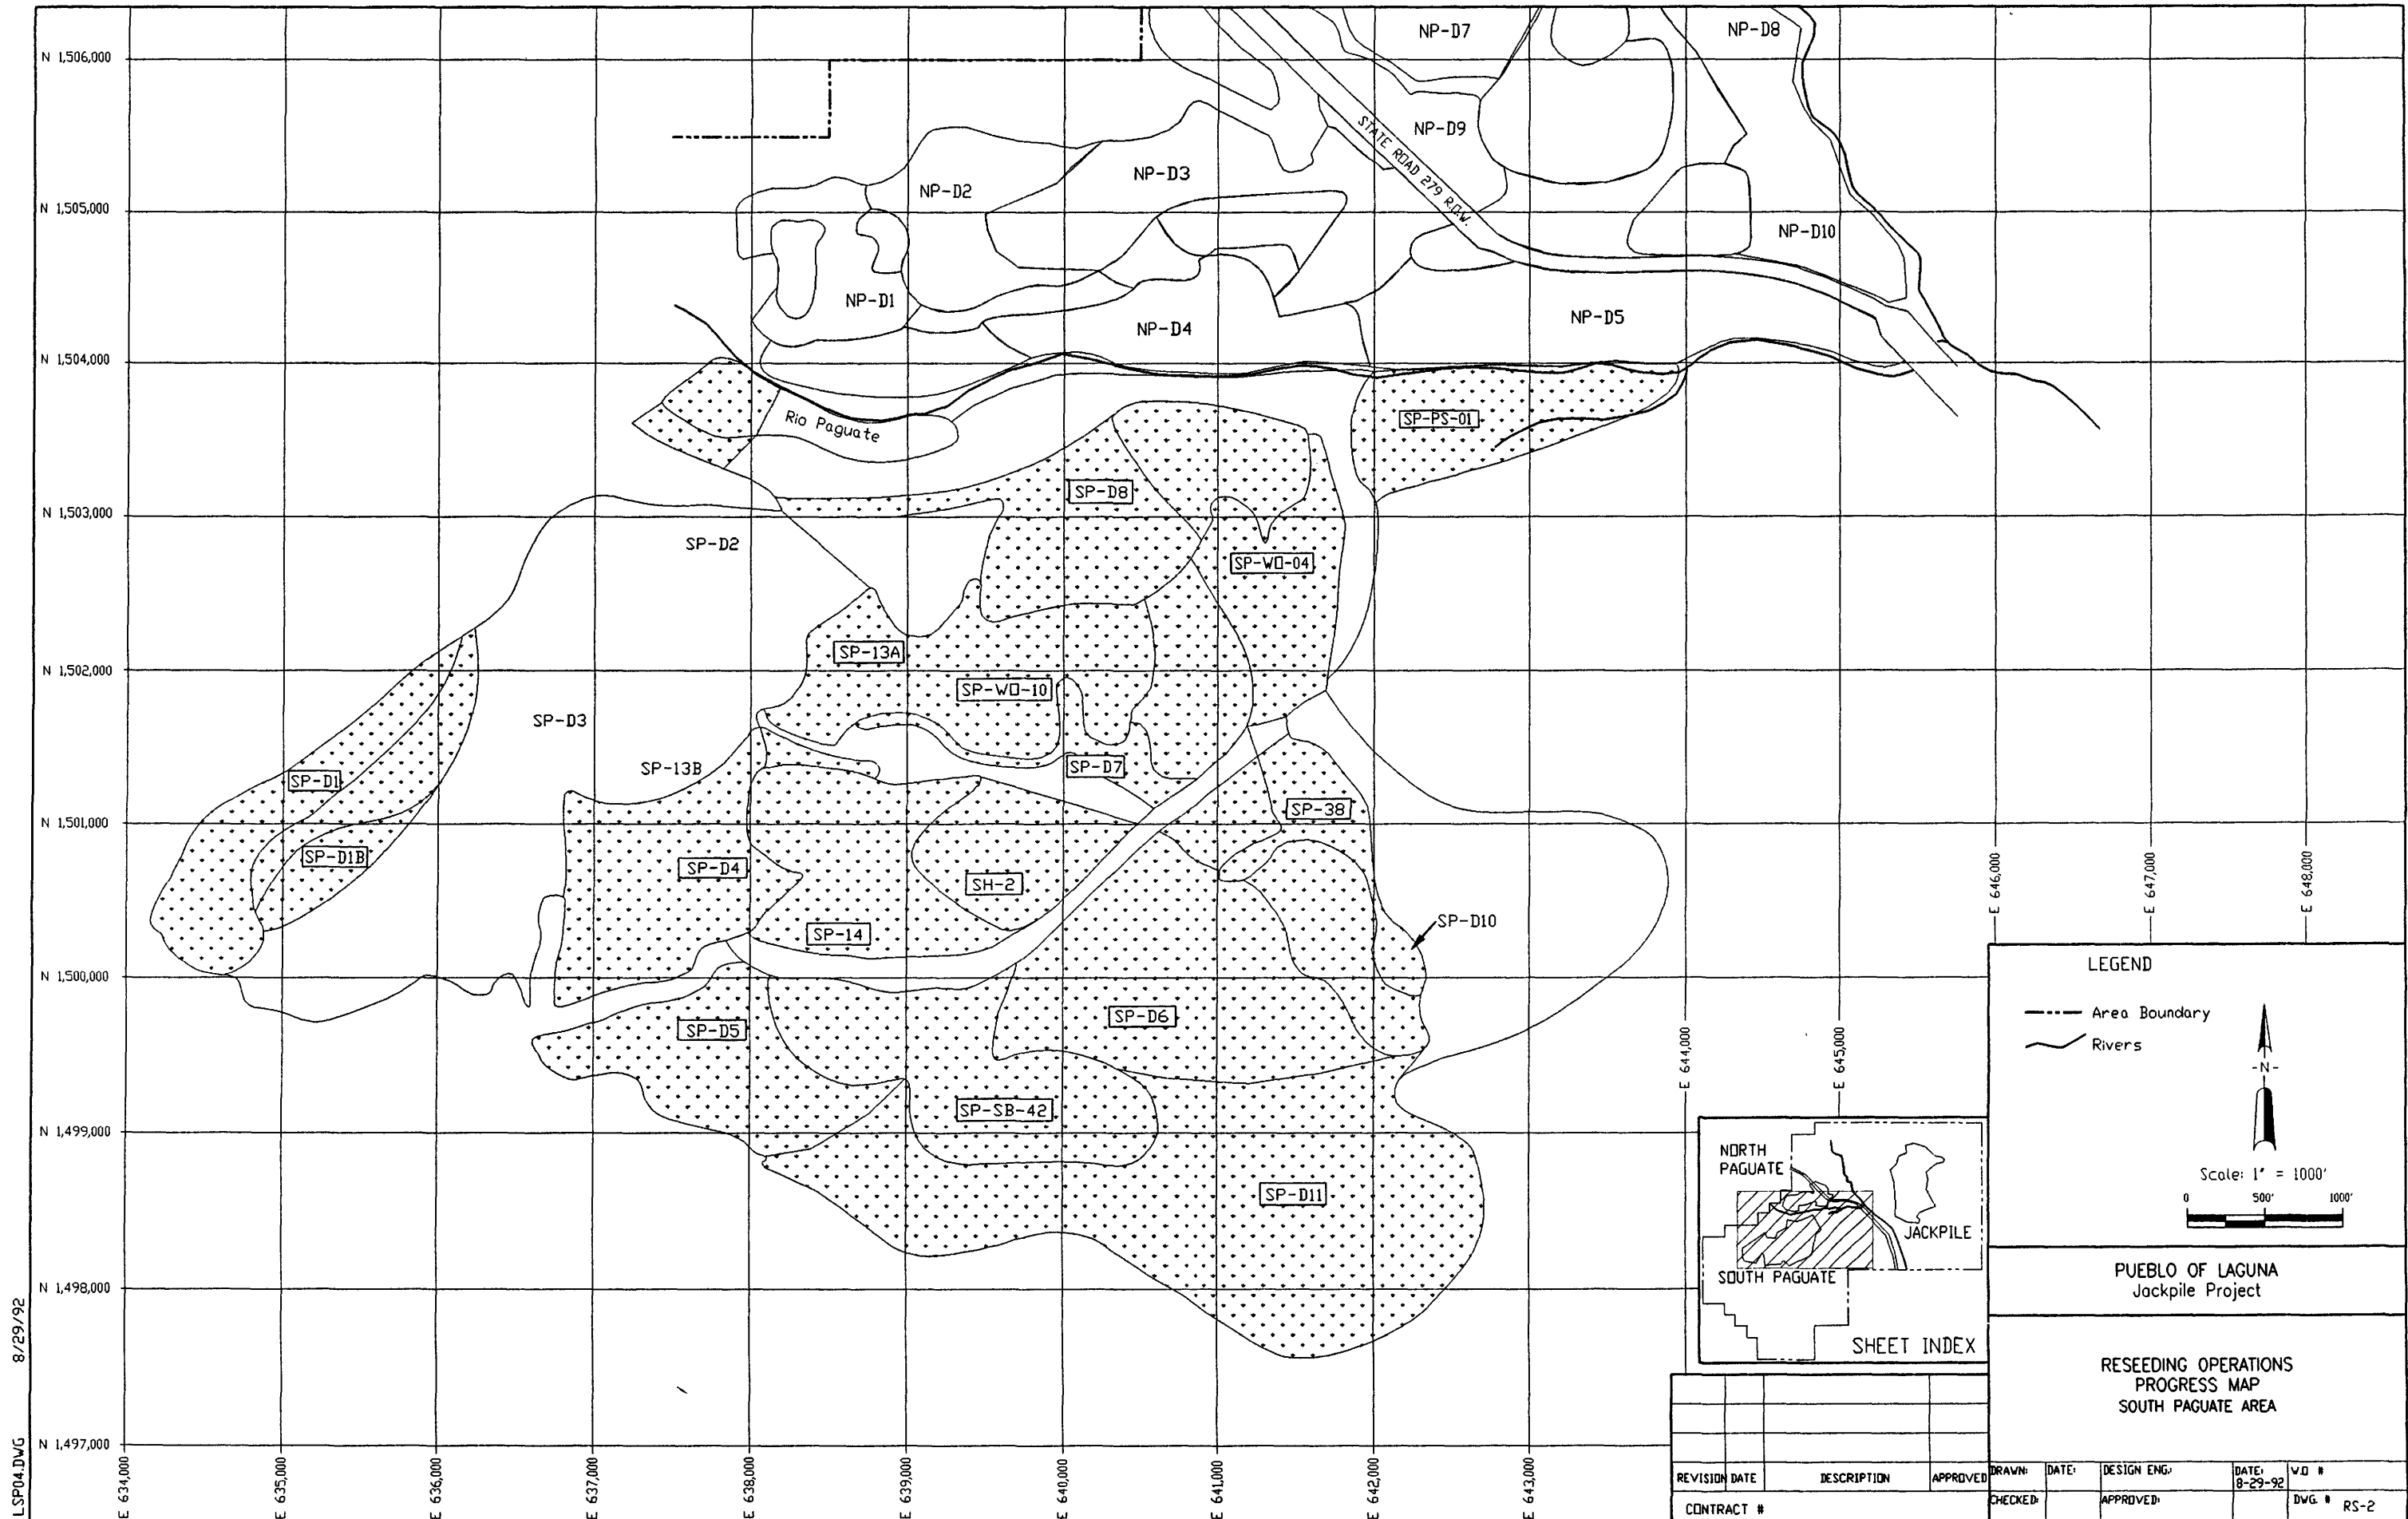 N 1,506,000
N 1,505,000
N 1,504,000
N 1,503,000
N 1,502,000
N 1,501,000
N 1,500,000
N 1,499,000
N 1,498,000
N 1,497,000
NP-D7
NP-D8
NP-D9
STATE ROAD 279 R.O.W.
NP-D3
NP-D2
NP-D10
NP-D1
NP-D4
NP-D5
Rio Paguate
SP-PS-01
SP-D8
SP-D2
SP-WO-04
SP-13A
SP-WO-10
SP-D3
SP-13B
SP-D7
SP-D1
SP-38
SP-D1B
SP-D4
SH-2
SP-14
SP-D10
SP-D6
SP-D5
SP-SB-42
SP-D11
E 634,000
E 635,000
E 636,000
E 637,000
E 638,000
E 639,000
E 640,000
E 641,000
E 642,000
E 643,000
E 644,000
E 645,000
E 646,000
E 647,000
E 648,000
LEGEND
Area Boundary
Rivers
-N-
Scale: 1" = 1000'
0 500' 1000'
NORTH
PAGUATE
JACKPILE
SOUTH PAGUATE
SHEET INDEX
PUEBLO OF LAGUNA
Jackpile Project
RESEEDING OPERATIONS
PROGRESS MAP
SOUTH PAGUATE AREA
REVISION DATE DESCRIPTION APPROVED
CONTRACT #
DRAWN: DATE: DESIGN ENG.: DATE: W.O #
8-29-92
CHECKED: APPROVED: DWG. # RS-2
LSP04.DWG 8/29/92